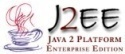 J2EE
JAVA 2 PLATFORM
ENTERPRISE EDITION